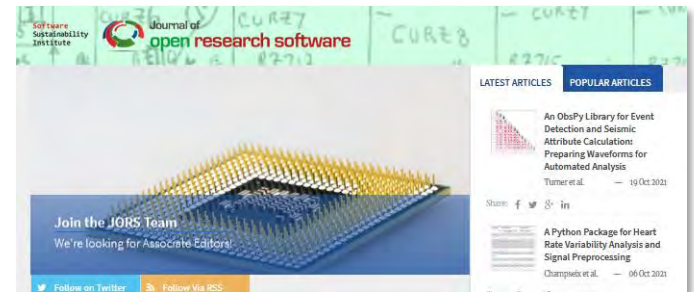 Software
Sustainability
Institute
Journal of
open research software
CURZ7
CURZ8
LATEST ARTICLES
POPULAR ARTICLES
An ObsPy Library for Event
Detection and Seismic
Attribute Calculation:
Preparing Waveforms for
Automated Analysis
Turner et al. — 19 Oct 2021
Share:
A Python Package for Heart
Rate Variability Analysis and
Signal Preprocessing
Champseix et al. — 06 Oct 2021
Join the JORS Team
We're looking for Associate Editors!
Follow on Twitter
Follow Via RSS